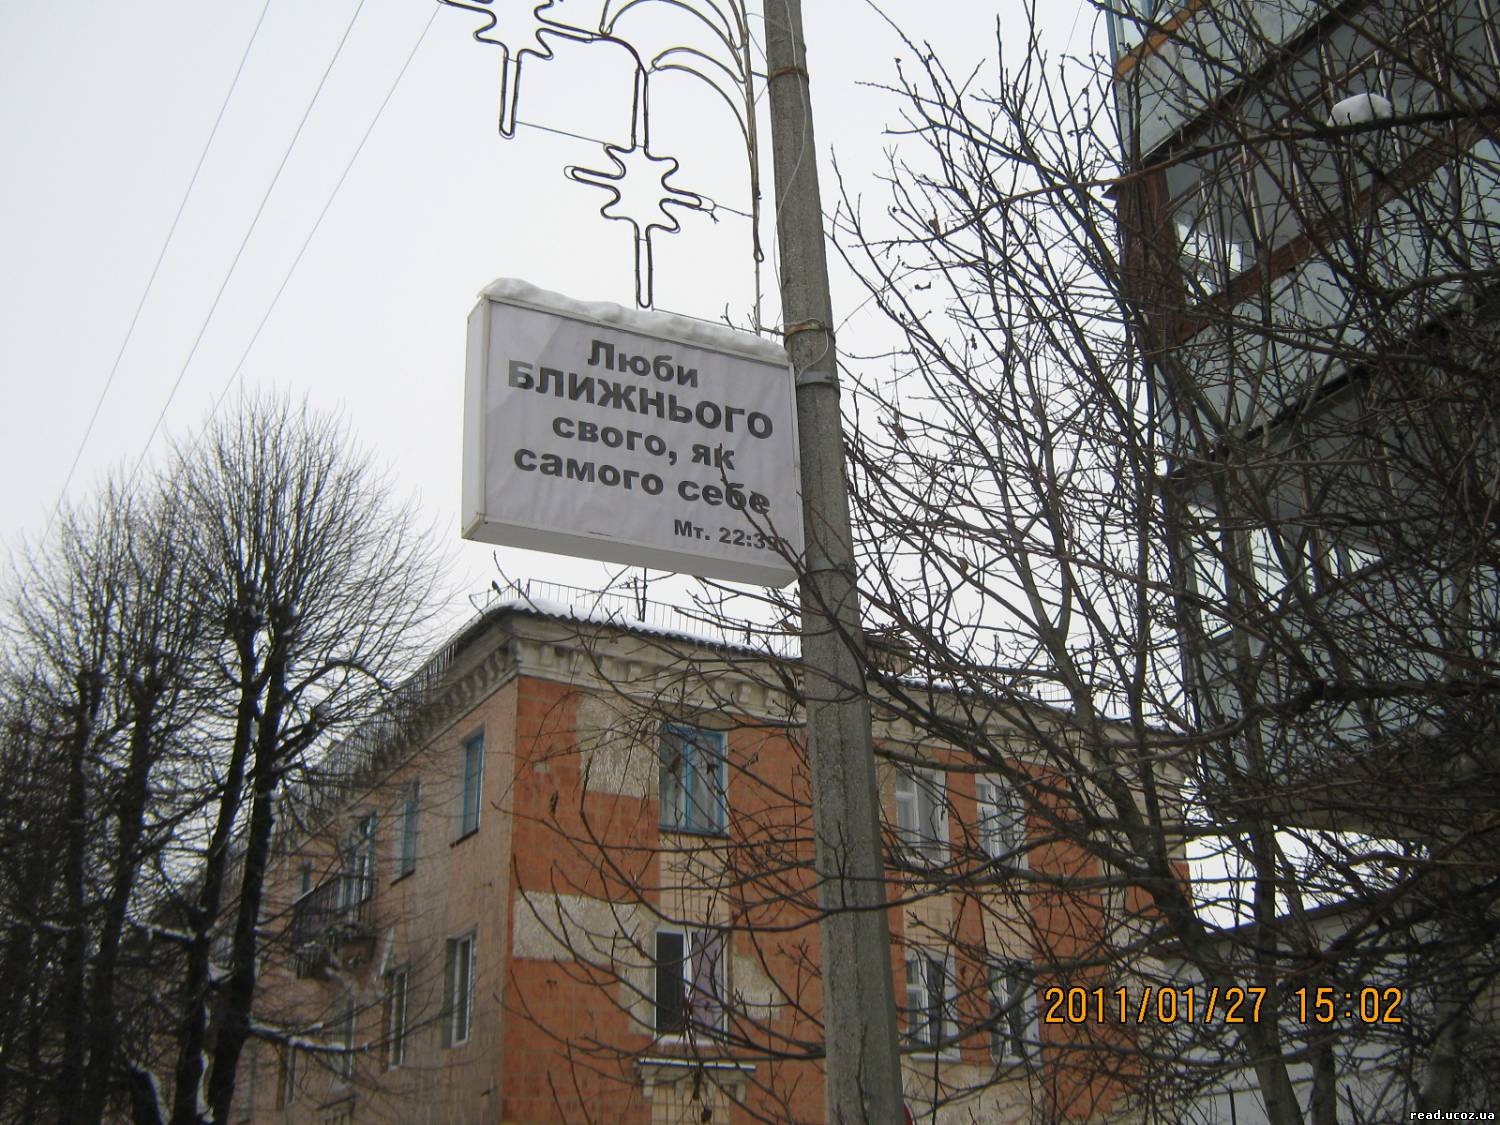 Люби
БЛИЖНЬОГО
свого, як
самого себе
Мт. 22:39
2011/01/27 15:02
read.ucoz.ua